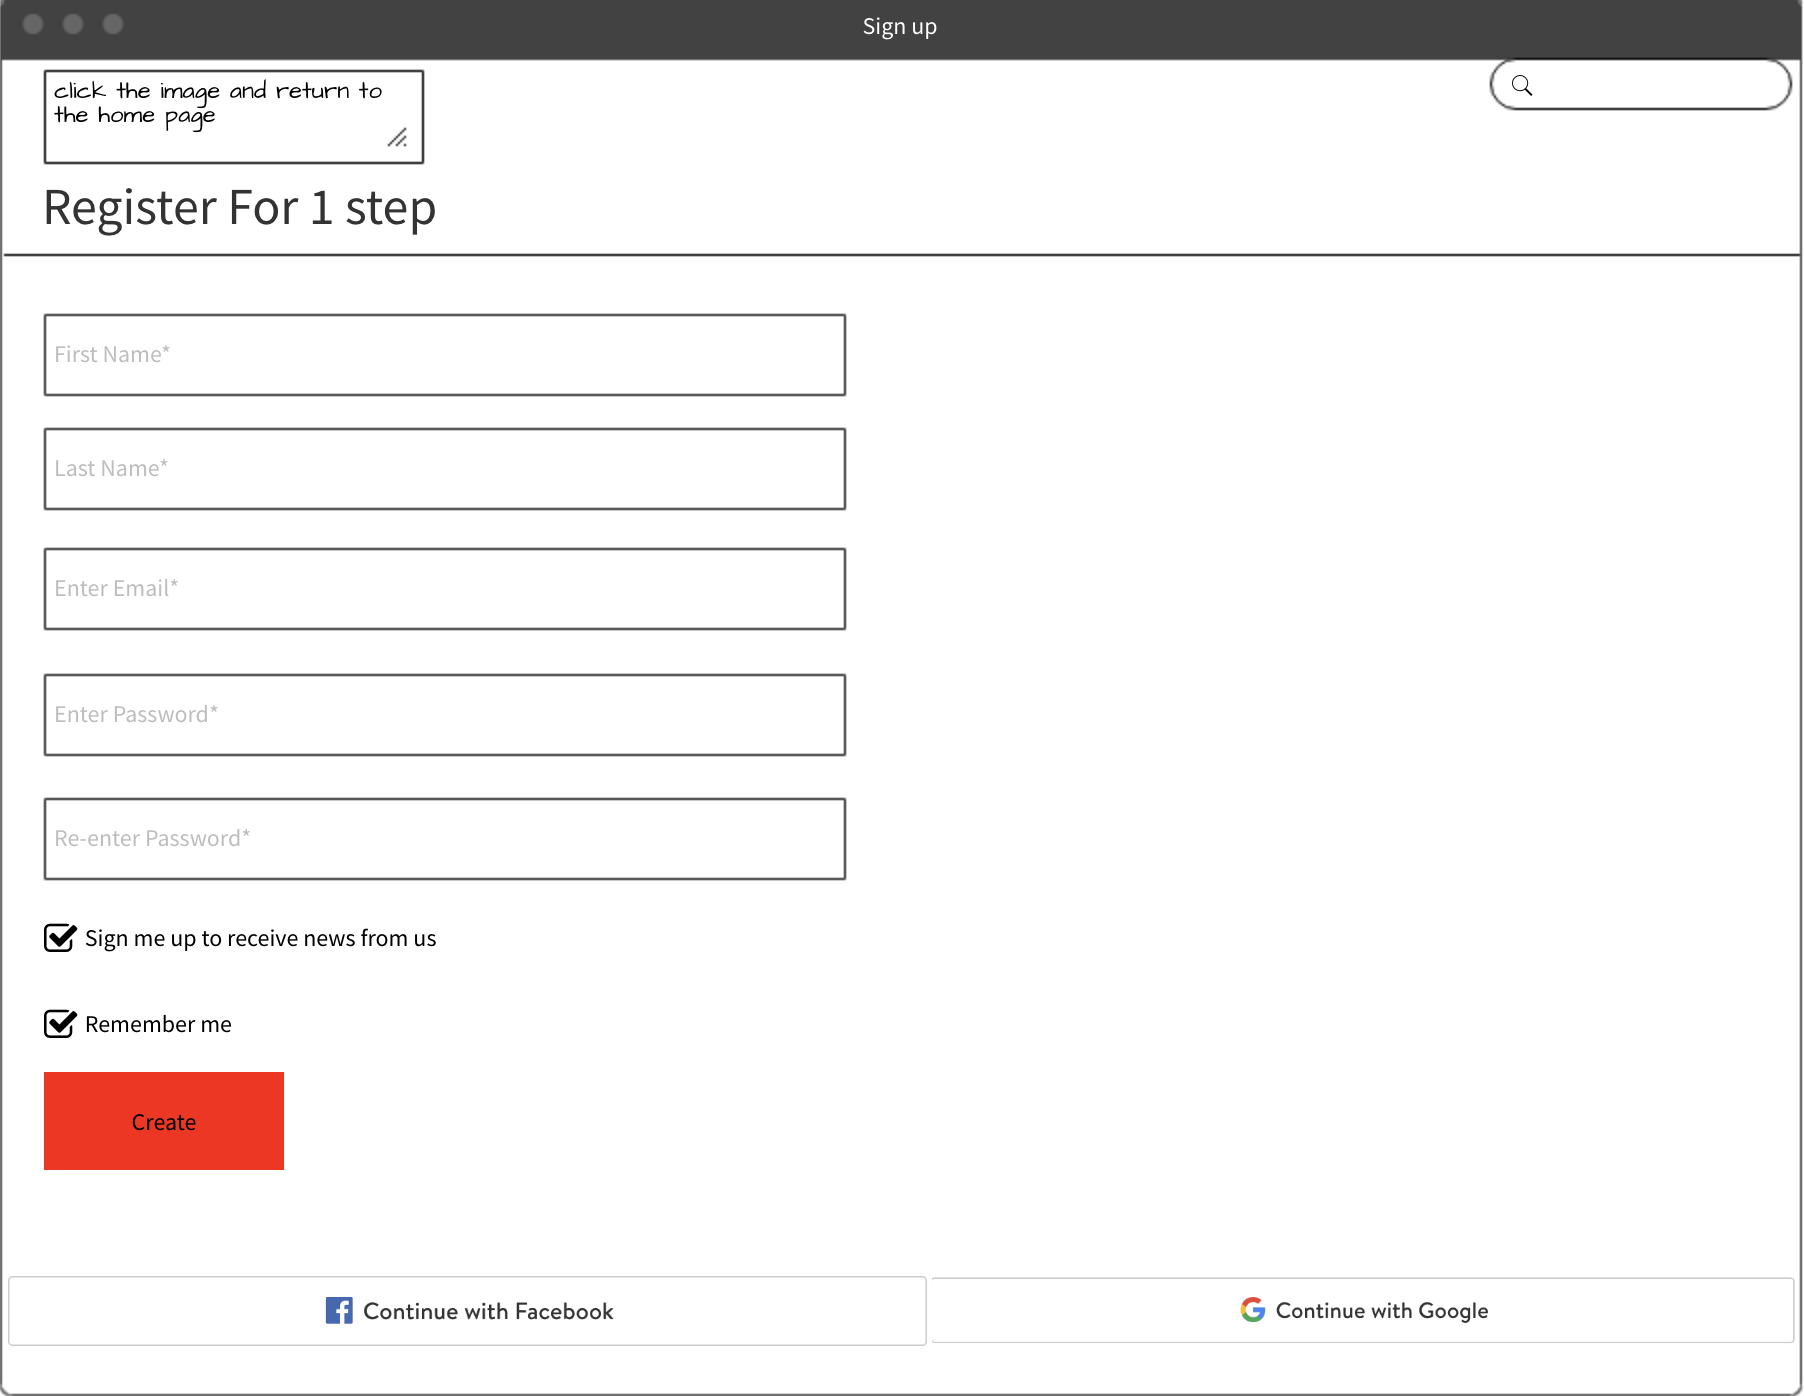 Sign up
click the image and return to
the home page
Register For 1 step
First Name*
Last Name*
Enter Email*
Enter Password*
Re-enter Password*
Sign me up to receive news from us
Remember me
Create
Continue with Facebook
Continue with Google